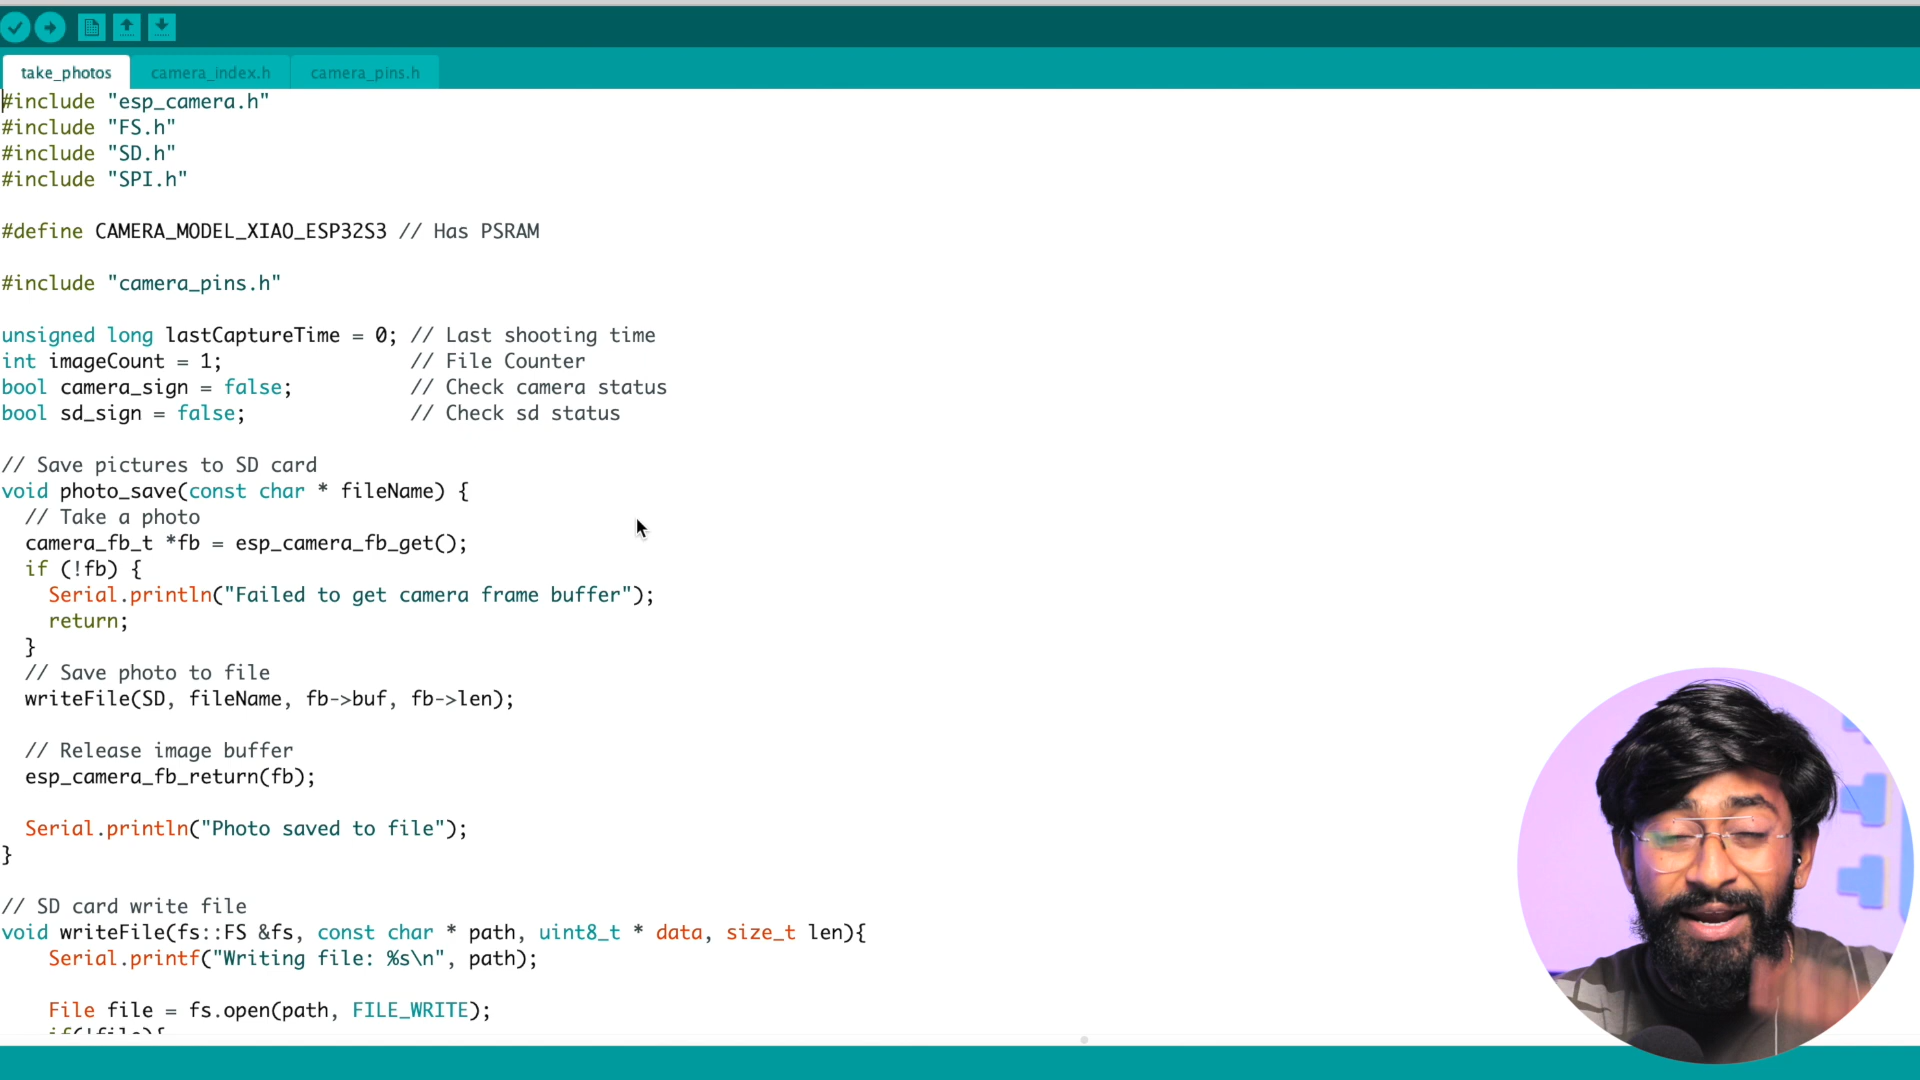 take_photos
camera_index.h
camera_pins.h
#include "esp_camera.h"
#include "FS.h"
#include "SD.h"
#include "SPI.h"
#define CAMERA_MODEL_XIAO_ESP32S3 // Has PSRAM
#include "camera_pins.h"
unsigned long lastCaptureTime = 0; // Last shooting time
int imageCount = 1;                // File Counter
bool camera_sign = false;          // Check camera status
bool sd_sign = false;              // Check sd status
// Save pictures to SD card
void photo_save(const char * fileName) {
  // Take a photo
  camera_fb_t *fb = esp_camera_fb_get();
  if (!fb) {
    Serial.println("Failed to get camera frame buffer");
    return;
  }
  // Save photo to file
  writeFile(SD, fileName, fb->buf, fb->len);
  // Release image buffer
  esp_camera_fb_return(fb);
  Serial.println("Photo saved to file");
}
// SD card write file
void writeFile(fs::FS &fs, const char * path, uint8_t * data, size_t len){
    Serial.printf("Writing file: %s\n", path);
    File file = fs.open(path, FILE_WRITE);
    if(!file){